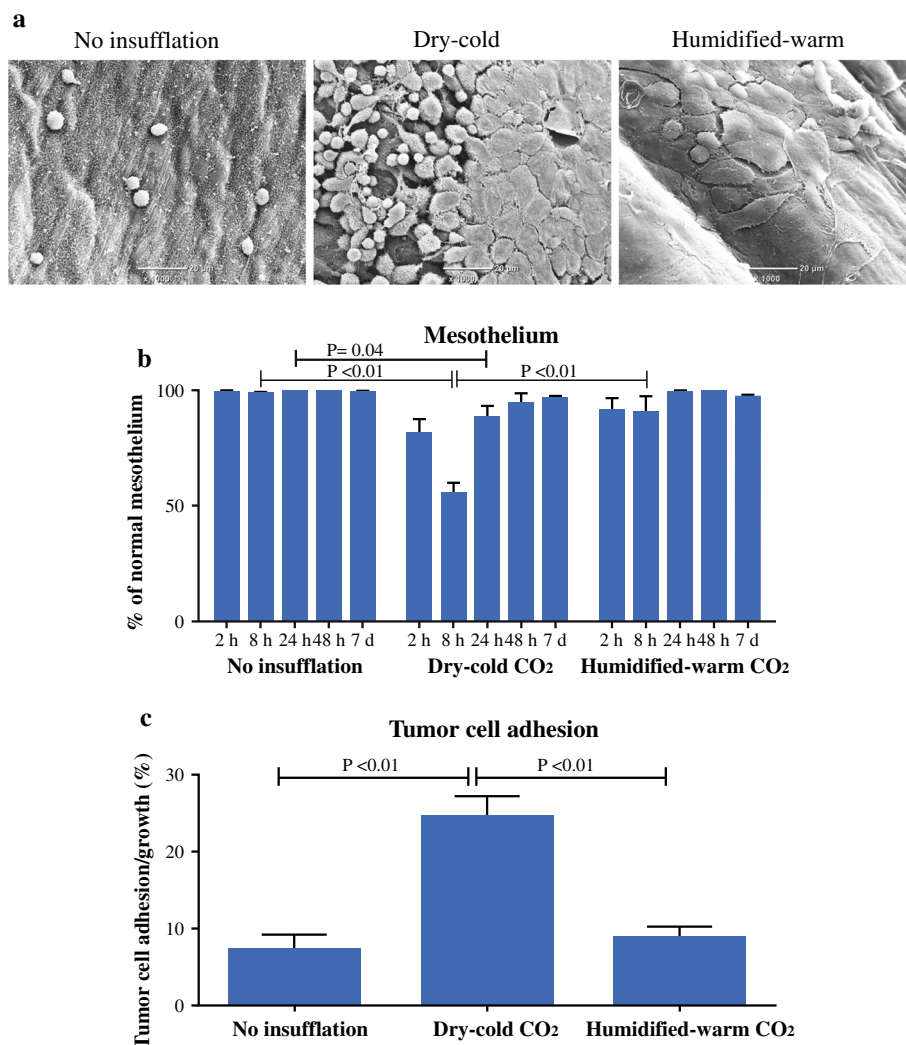 a
No insufflation Dry-cold Humidified-warm
20 µm 20 µm 20 µm
x 1000 x 1000 x 1000
Mesothelium
b
P= 0.04
P <0.01 P <0.01
100
50
0
% of normal mesothelium
2 h 8 h 24 h 48 h 7 d 2 h 8 h 24 h 48 h 7 d 2 h 8 h 24 h 48 h 7 d
No insufflation Dry-cold CO2 Humidified-warm CO2
c
Tumor cell adhesion
P <0.01 P <0.01
30
20
10
0
Tumor cell adhesion/growth (%)
No insufflation Dry-cold CO2 Humidified-warm CO2